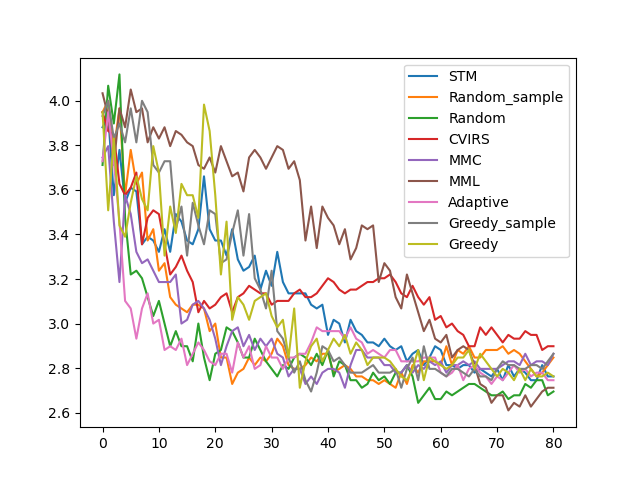 4.0
3.8
3.6
3.4
3.2
3.0
2.8
2.6
0 10 20 30 40 50 60 70 80
STM
Random_sample
Random
CVIRS
MMC
MML
Adaptive
Greedy_sample
Greedy